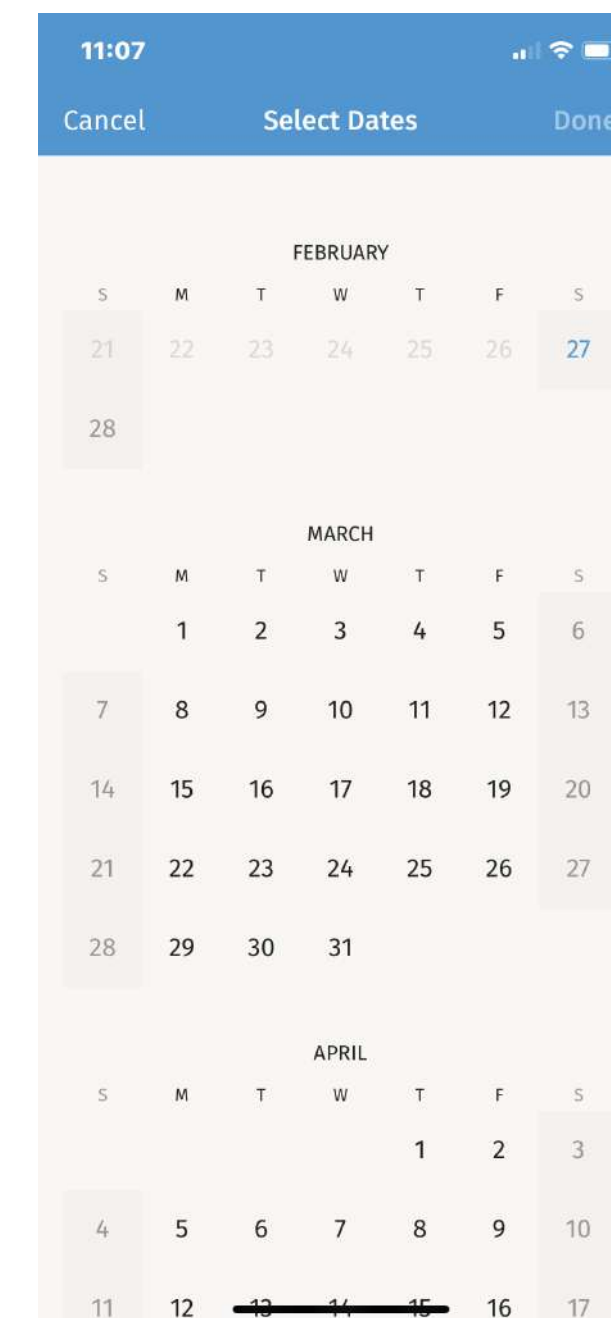 11:07
Cancel Select Dates Done
FEBRUARY
S M T W T F S
21 22 23 24 25 26 27
28
MARCH
S M T W T F S
1 2 3 4 5 6
7 8 9 10 11 12 13
14 15 16 17 18 19 20
21 22 23 24 25 26 27
28 29 30 31
APRIL
S M T W T F S
1 2 3
4 5 6 7 8 9 10
11 12 13 14 15 16 17